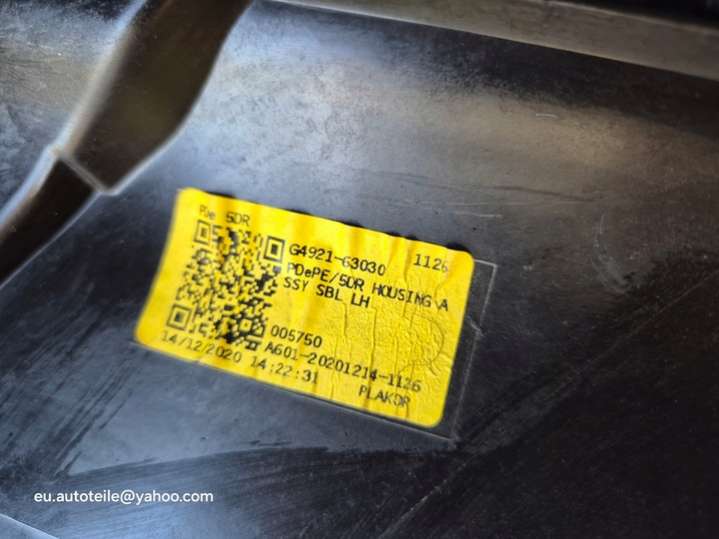 PDe 5DR
G4921-G3030 1126
PDePE/5DR HOUSING A
SSY SBL LH
005750
A601-20201214-1126
14/12/2020 14:22:31 PLAKOR
eu.autoteile@yahoo.com